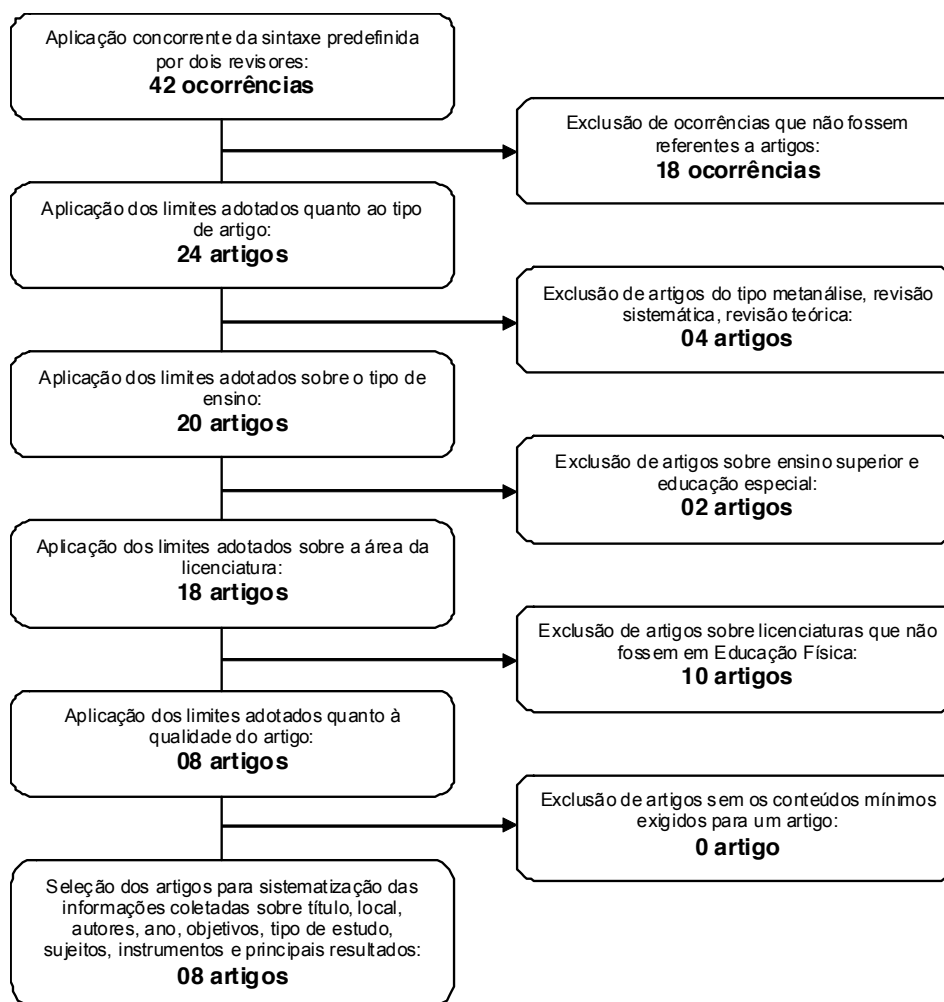 Aplicação concorrente da sintaxe predefinida
por dois revisores:
42 ocorrências
Exclusão de ocorrências que não fossem
referentes a artigos:
18 ocorrências
Aplicação dos limites adotados quanto ao tipo
de artigo:
24 artigos
Exclusão de artigos do tipo metanálise, revisão
sistemática, revisão teórica:
04 artigos
Aplicação dos limites adotados sobre o tipo de
ensino:
20 artigos
Exclusão de artigos sobre ensino superior e
educação especial:
02 artigos
Aplicação dos limites adotados sobre a área da
licenciatura:
18 artigos
Exclusão de artigos sobre licenciaturas que não
fossem em Educação Física:
10 artigos
Aplicação dos limites adotados quanto à
qualidade do artigo:
08 artigos
Exclusão de artigos sem os conteúdos mínimos
exigidos para um artigo:
0 artigo
Seleção dos artigos para sistematização das
informações coletadas sobre título, local,
autores, ano, objetivos, tipo de estudo,
sujeitos, instrumentos e principais resultados:
08 artigos